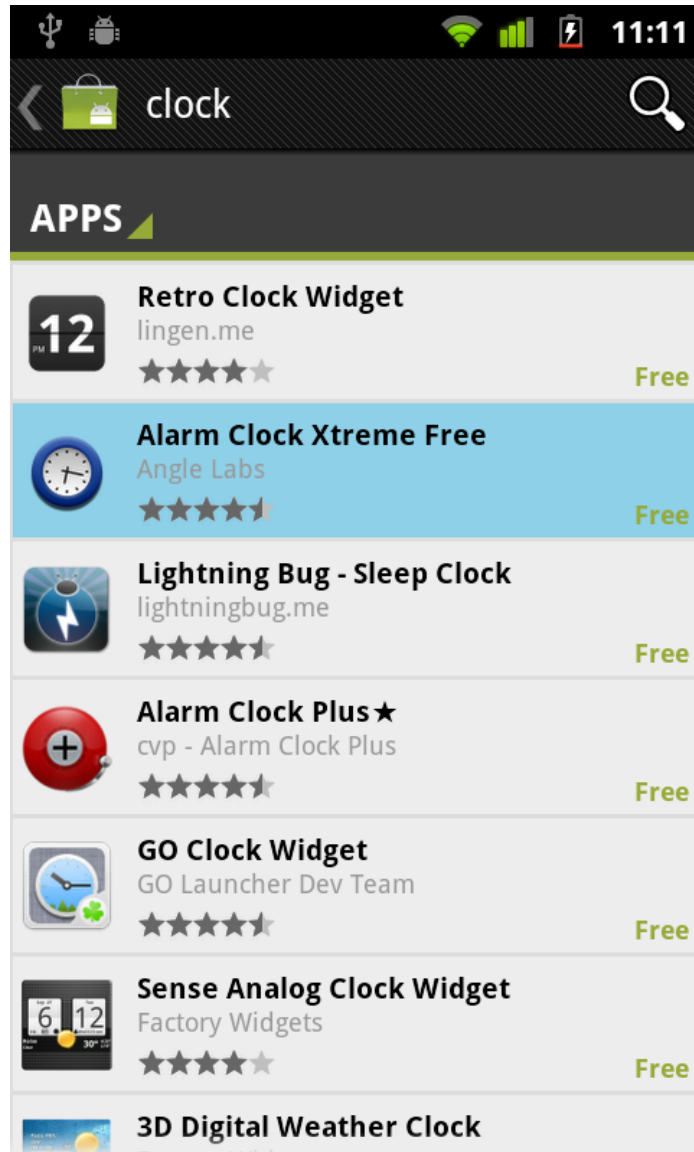 11:11
clock
APPS
Retro Clock Widget
lingen.me
Free
12
PM
Alarm Clock Xtreme Free
Angle Labs
Free
Lightning Bug - Sleep Clock
lightningbug.me
Free
Alarm Clock Plus★
cvp - Alarm Clock Plus
Free
GO Clock Widget
GO Launcher Dev Team
Free
Sense Analog Clock Widget
Factory Widgets
Free
6 12
30°
3D Digital Weather Clock